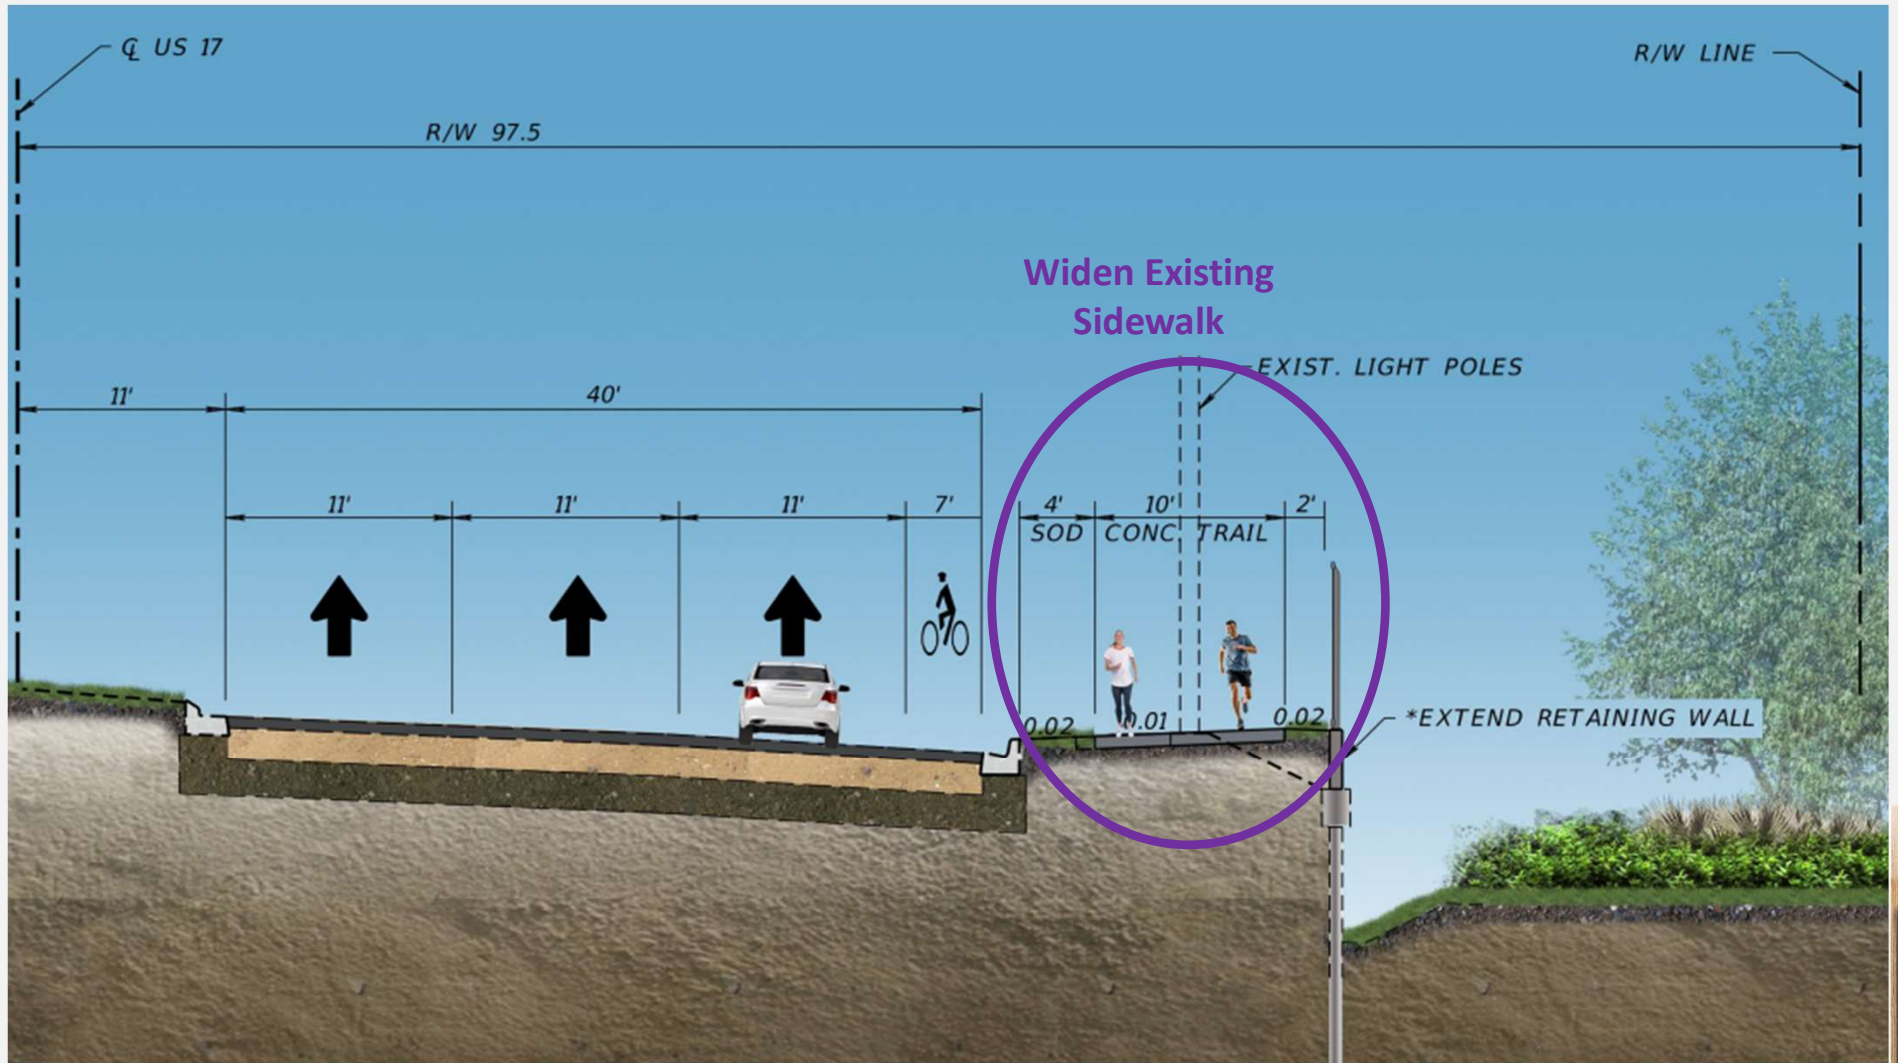 ℄ US 17
R/W LINE
R/W 97.5
Widen Existing
Sidewalk
EXIST. LIGHT POLES
11' 40'
11' 11' 11' 7' 4' 10' 2'
SOD CONC. TRAIL
0.02 0.01 0.02
*EXTEND RETAINING WALL